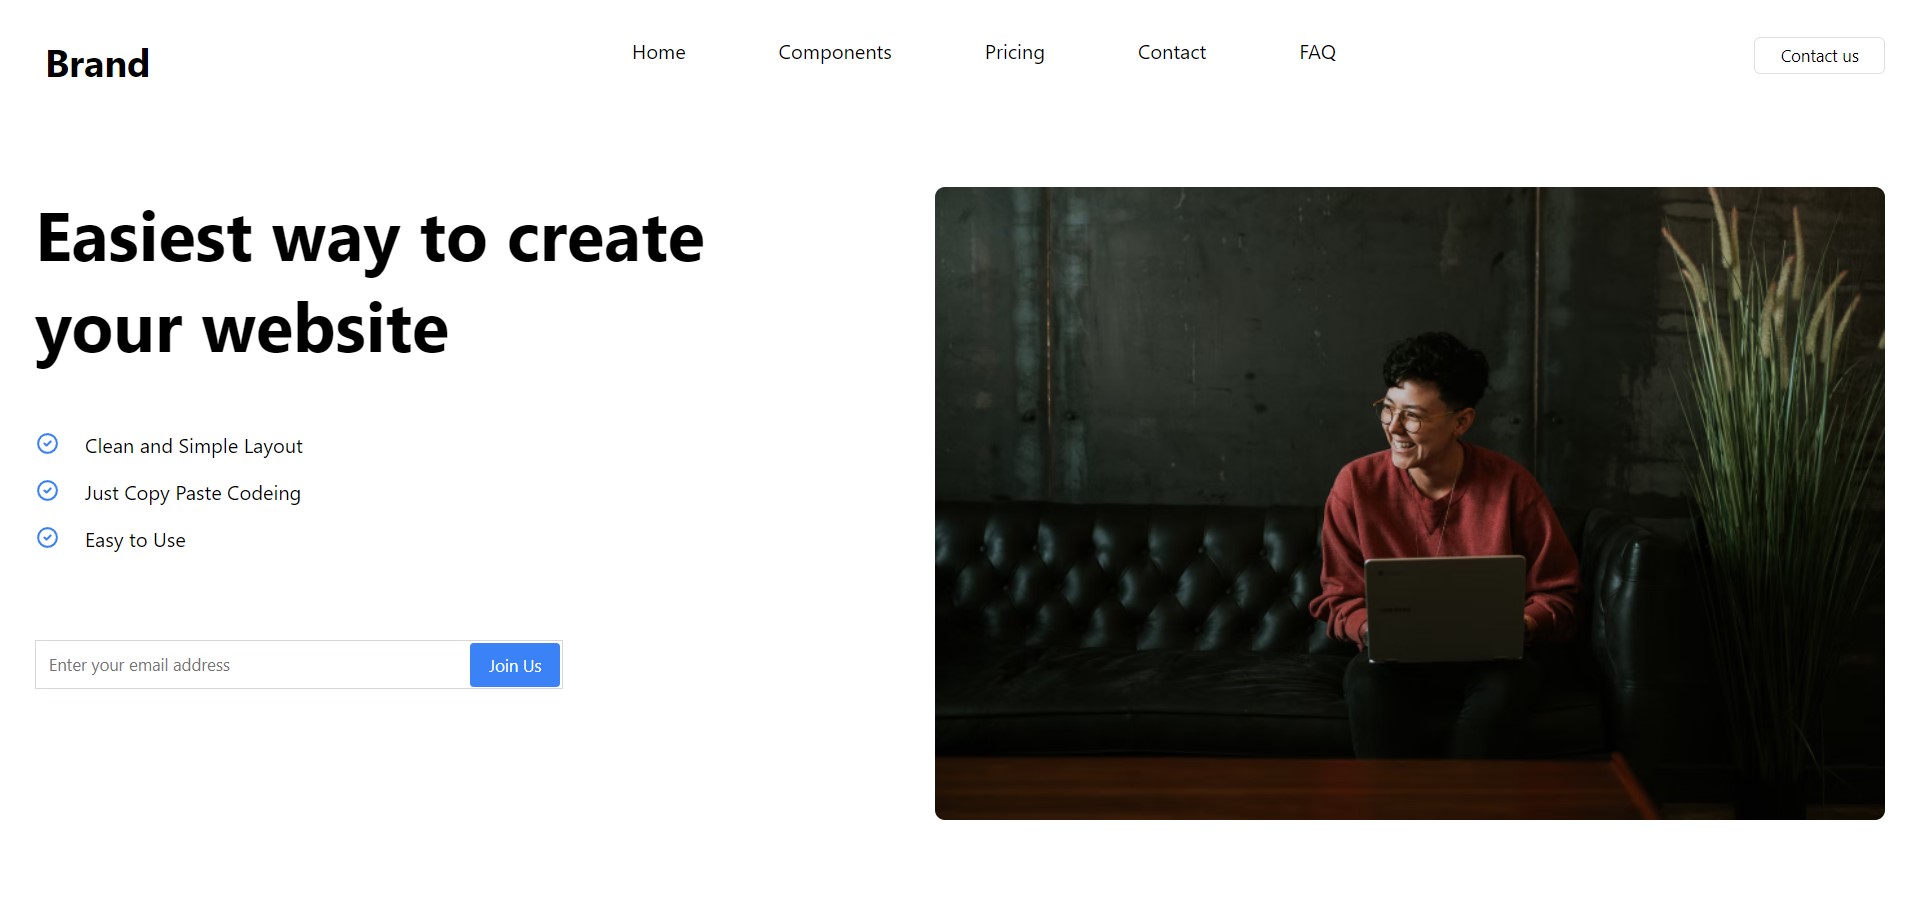 Brand
Home Components Pricing Contact FAQ
Contact us
Easiest way to create
your website
Clean and Simple Layout
Just Copy Paste Codeing
Easy to Use
Enter your email address
Join Us